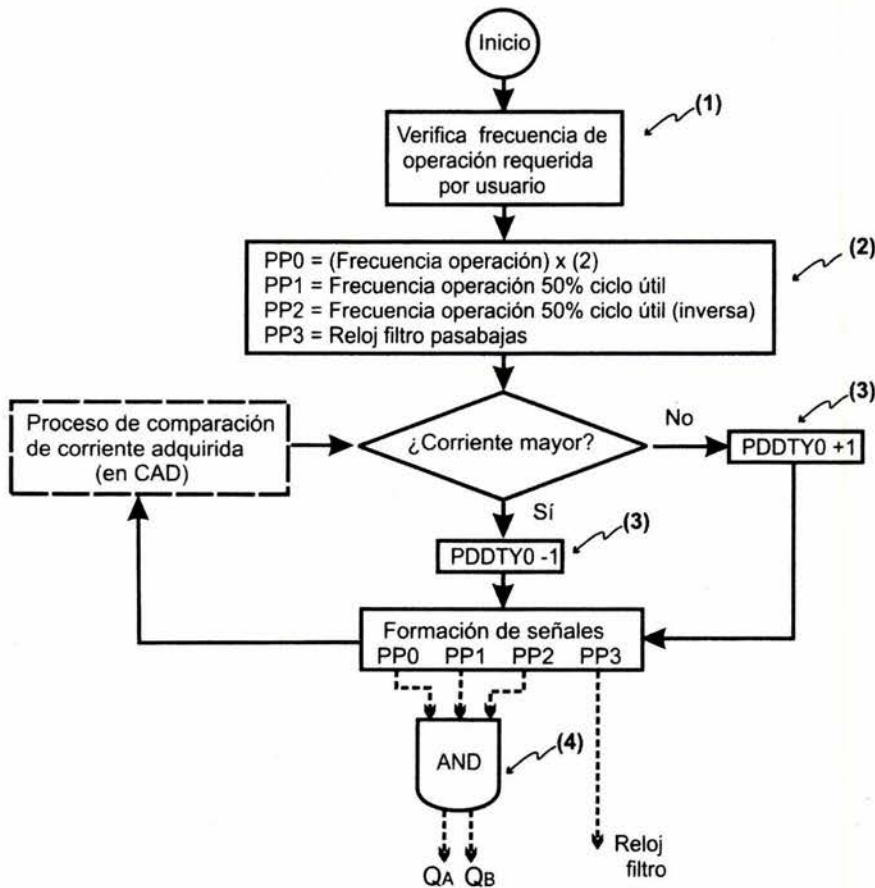 Inicio
(1)
Verifica frecuencia de
operación requerida
por usuario
(2)
PP0 = (Frecuencia operación) x (2)
PP1 = Frecuencia operación 50% ciclo útil
PP2 = Frecuencia operación 50% ciclo útil (inversa)
PP3 = Reloj filtro pasabajas
Proceso de comparación
de corriente adquirida
(en CAD)
¿Corriente mayor?
No
(3)
PDDTY0 +1
Sí
(3)
PDDTY0 -1
Formación de señales
PP0 PP1 PP2 PP3
AND
(4)
QA QB
Reloj
filtro